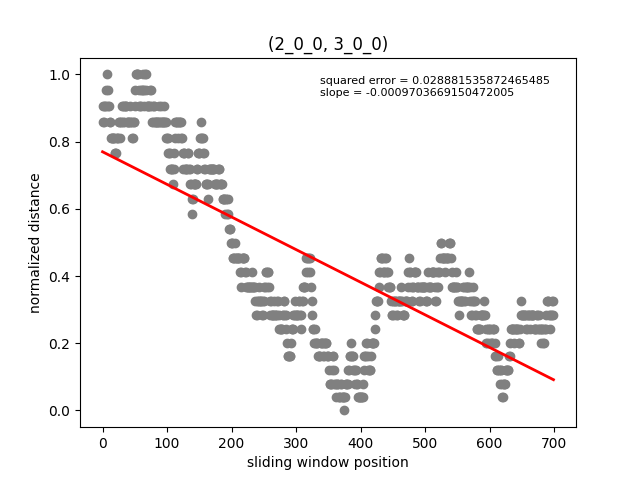 (2_0_0, 3_0_0)
squared error = 0.028881535872465485
slope = -0.0009703669150472005
normalized distance
1.0
0.8
0.6
0.4
0.2
0.0
0 100 200 300 400 500 600 700
sliding window position